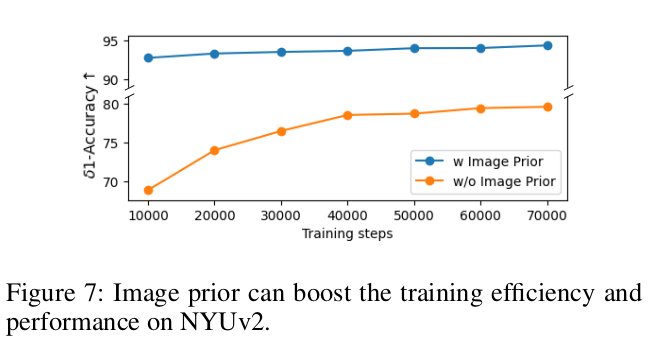 95
90
80
75
70
δ1-Accuracy ↑
w Image Prior
w/o Image Prior
10000 20000 30000 40000 50000 60000 70000
Training steps
Figure 7: Image prior can boost the training efficiency and
performance on NYUv2.